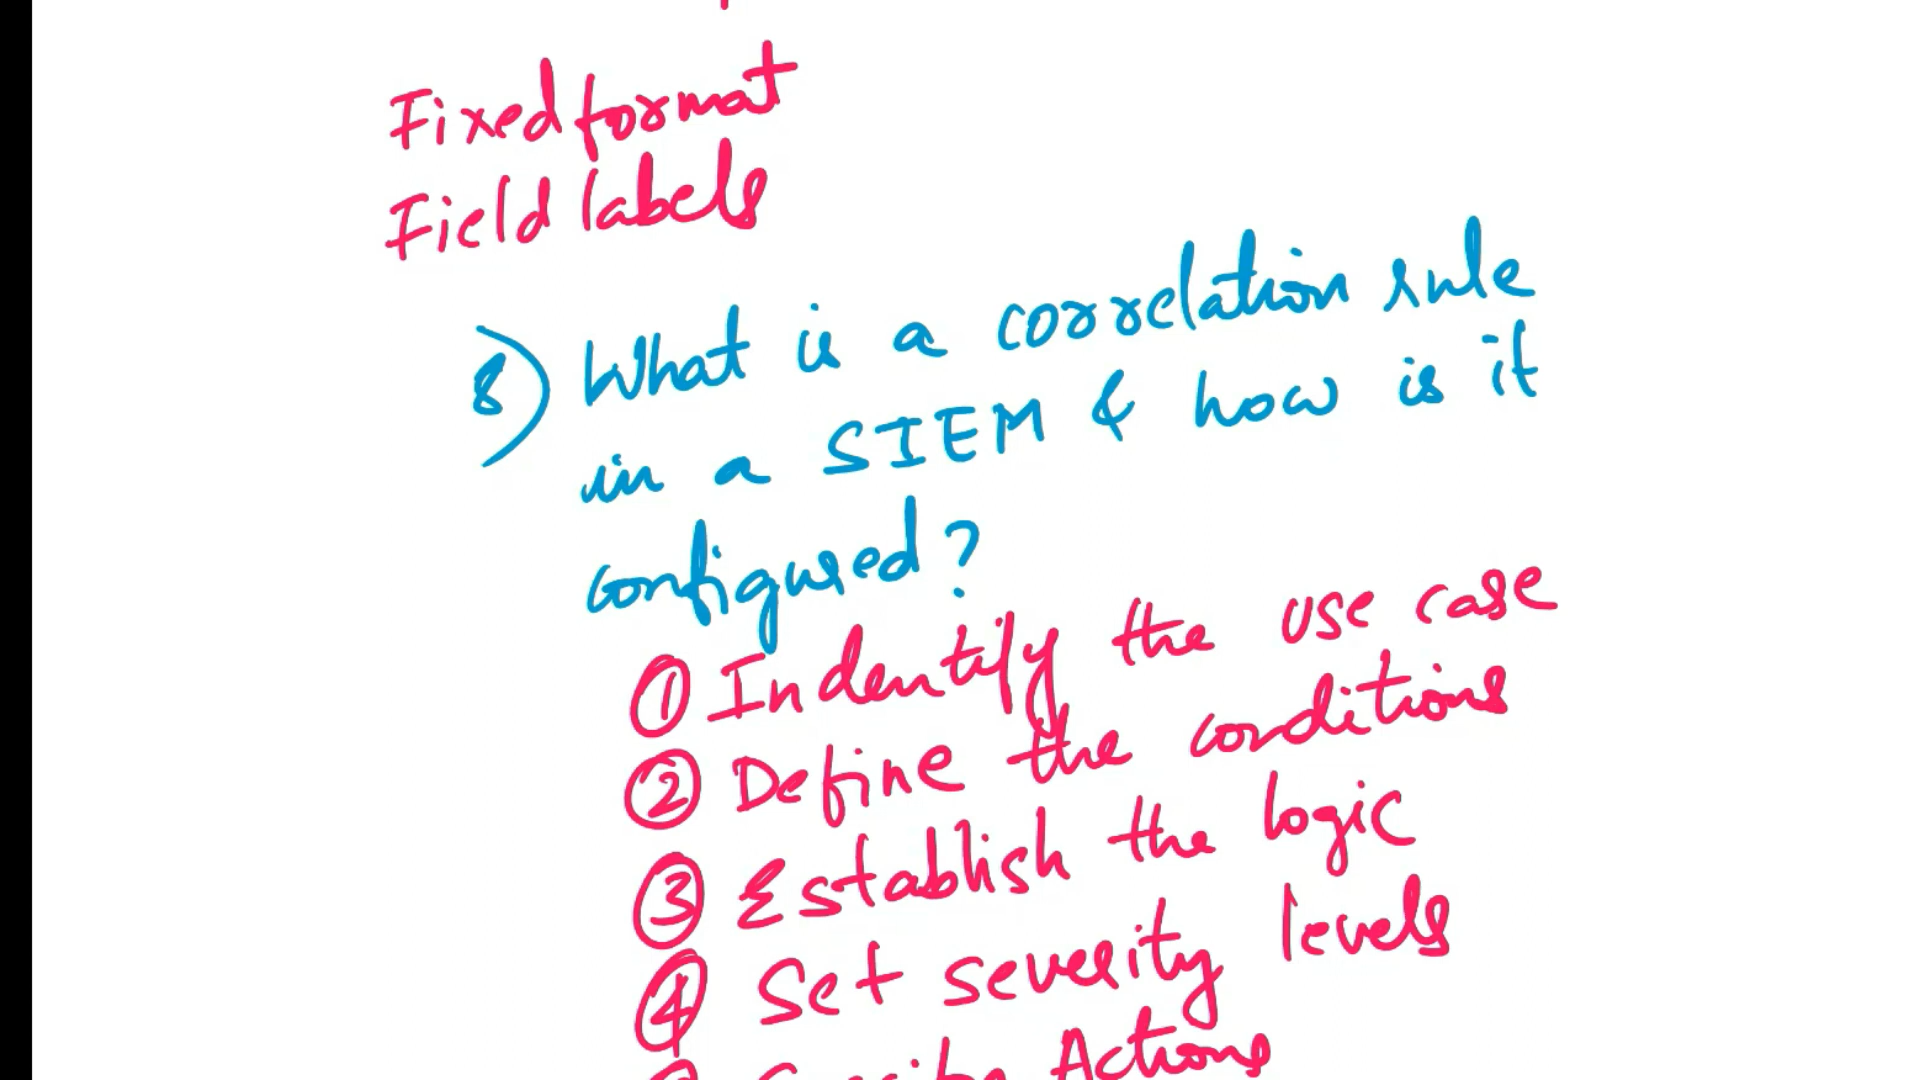 Fixed format
Field labels
8) What is a correlation rule
in a SIEM & how is it
configured?
① Indentify the use case
② Define the conditions
③ Establish the logic
④ Set severity levels
Actions